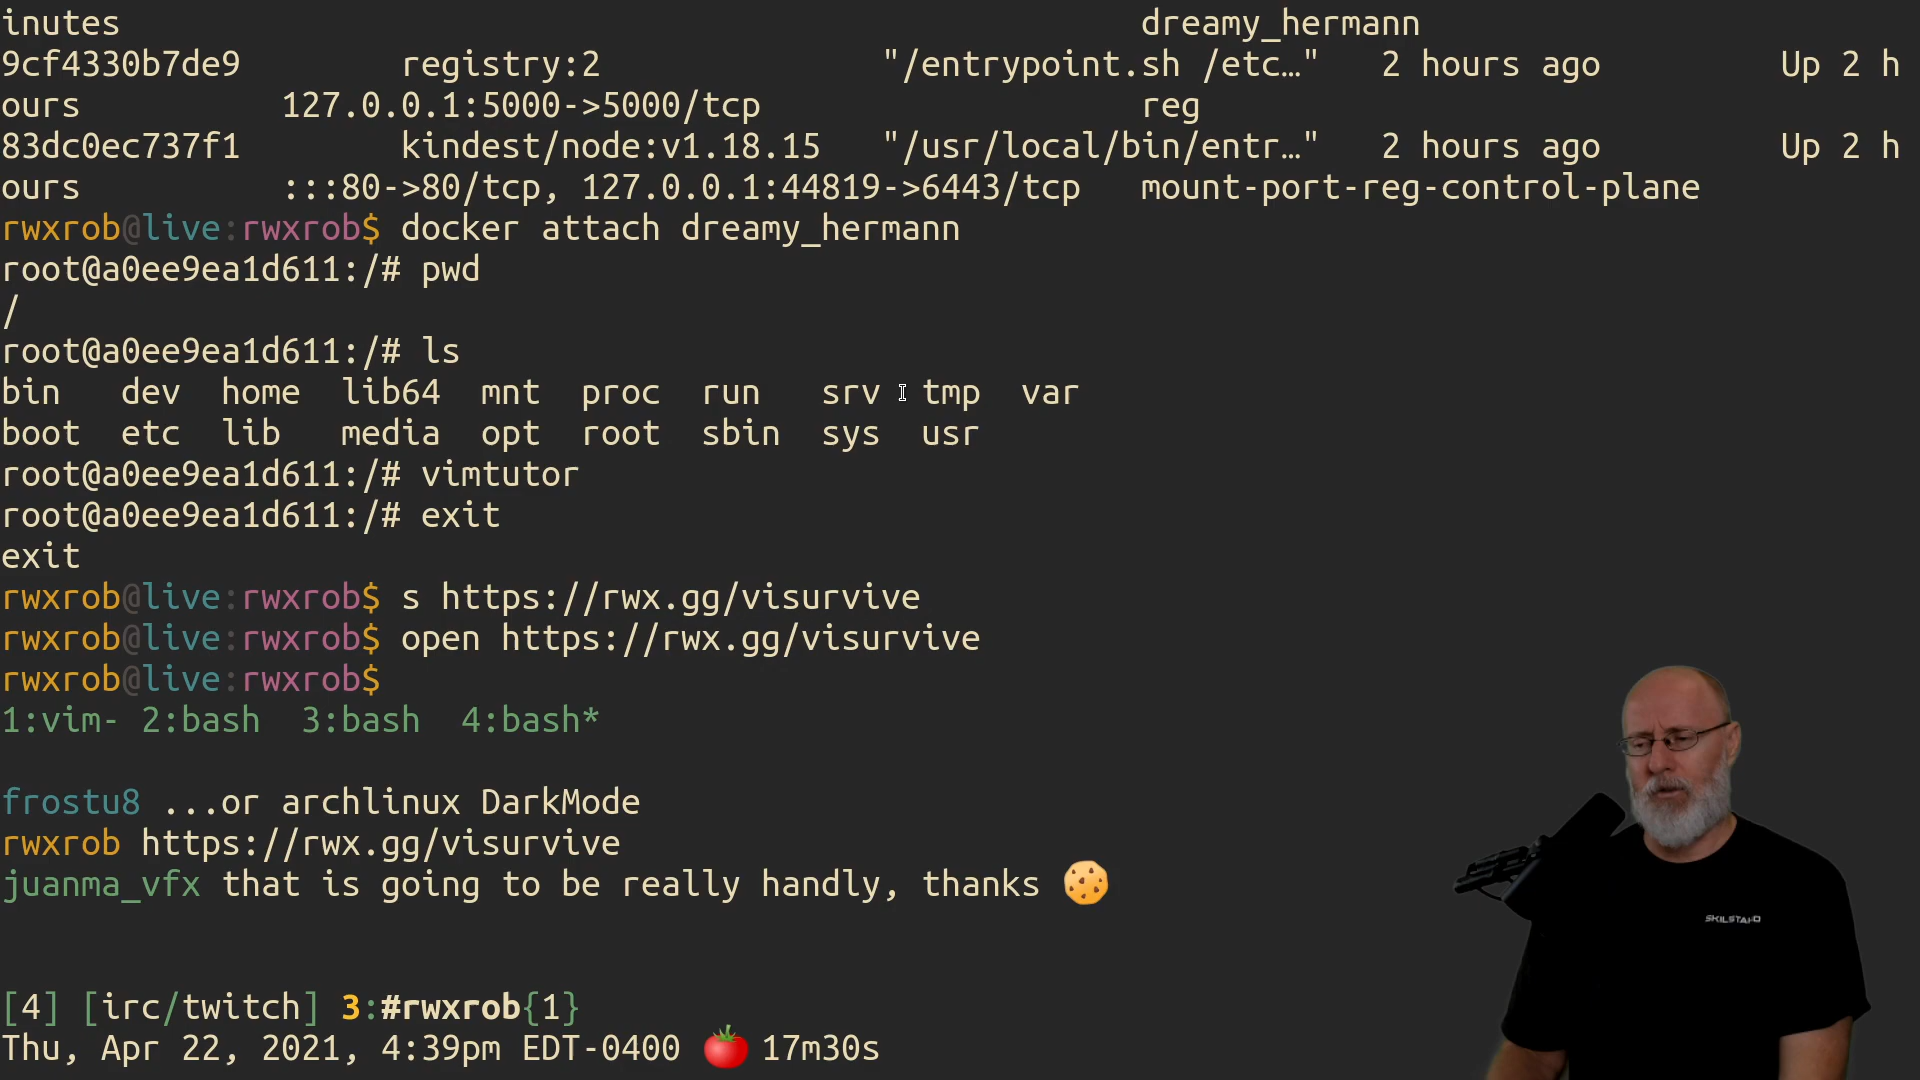 inutes dreamy_hermann
9cf4330b7de9 registry:2 "/entrypoint.sh /etc…" 2 hours ago Up 2 h
ours 127.0.0.1:5000->5000/tcp reg
83dc0ec737f1 kindest/node:v1.18.15 "/usr/local/bin/entr…" 2 hours ago Up 2 h
ours :::80->80/tcp, 127.0.0.1:44819->6443/tcp mount-port-reg-control-plane
rwxrob@live:rwxrob$ docker attach dreamy_hermann
root@a0ee9ea1d611:/# pwd
/
root@a0ee9ea1d611:/# ls
bin dev home lib64 mnt proc run srv tmp var
boot etc lib media opt root sbin sys usr
root@a0ee9ea1d611:/# vimtutor
root@a0ee9ea1d611:/# exit
exit
rwxrob@live:rwxrob$ s https://rwx.gg/visurvive
rwxrob@live:rwxrob$ open https://rwx.gg/visurvive
rwxrob@live:rwxrob$
1:vim- 2:bash 3:bash 4:bash*
frostu8 ...or archlinux DarkMode
rwxrob https://rwx.gg/visurvive
juanma_vfx that is going to be really handly, thanks
SKILSTAK
[4] [irc/twitch] 3:#rwxrob{1}
Thu, Apr 22, 2021, 4:39pm EDT-0400 🍅 17m30s